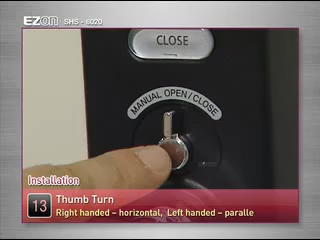 EZon SHS - 6020
CLOSE
MANUAL OPEN/CLOSE
Installation
13 Thumb Turn
Right handed – horizontal, Left handed – paralle